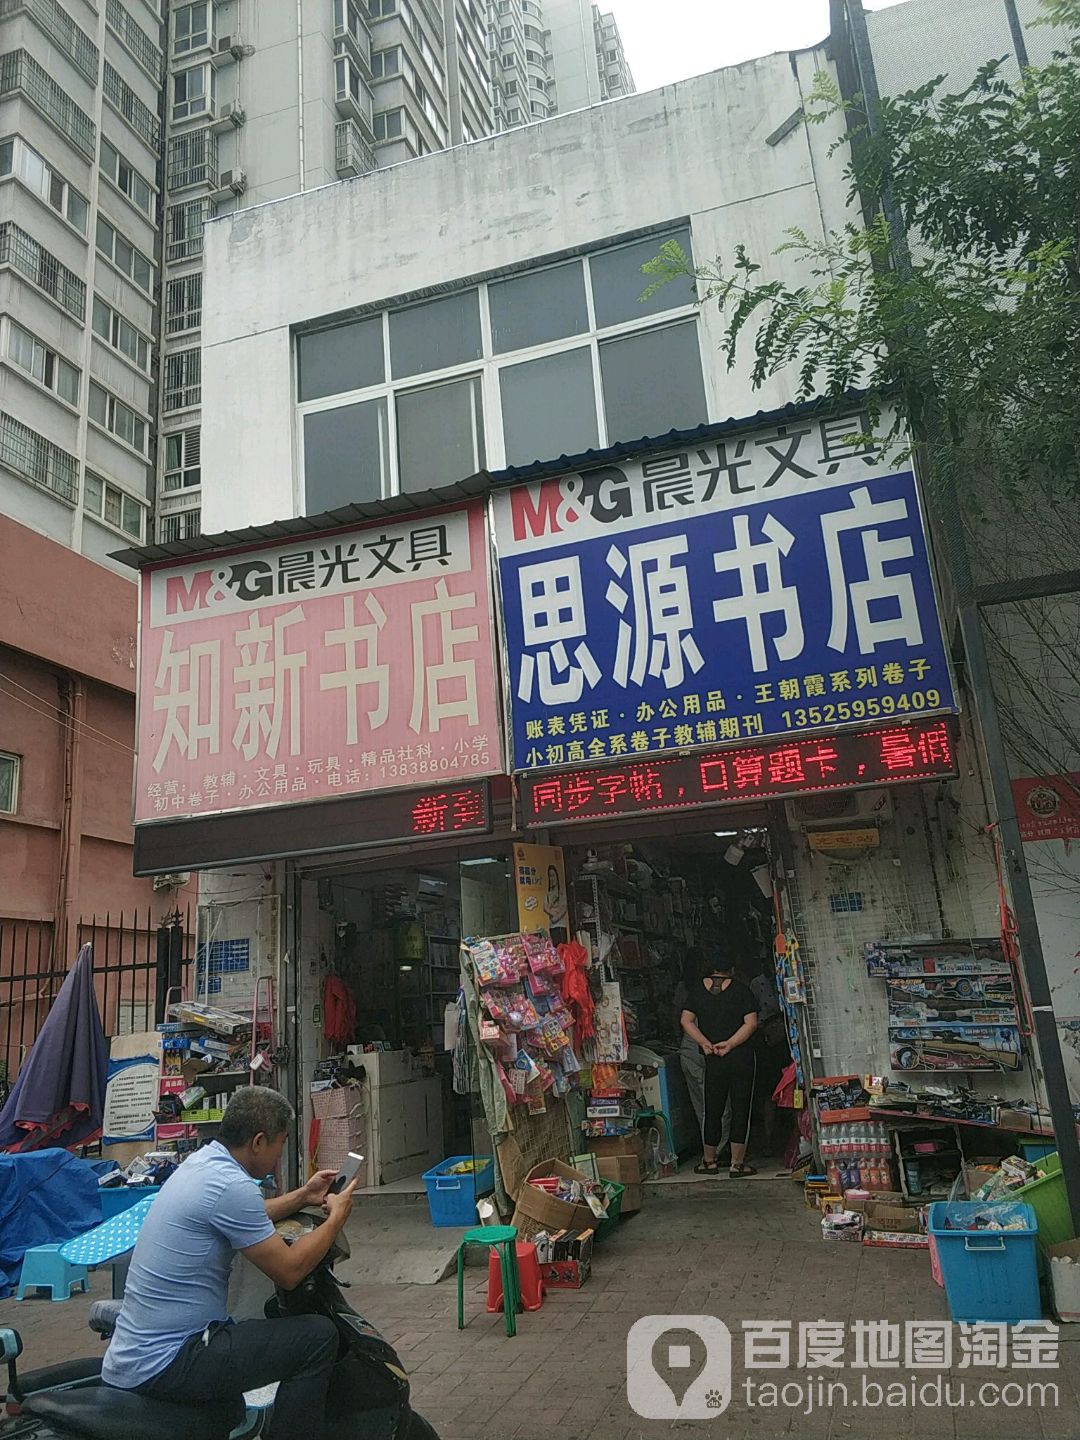 M&G晨光文具
知新书店
经营：教辅·文具·玩具·精品社科·小学
初中卷子·办公用品·电话：13838804785
新到
M&G晨光文具
思源书店
账表凭证·办公用品·王朝霞系列卷子
小初高全系卷子教辅期刊 13525959409
同步字帖，口算题卡，暑假
百度地图淘金
taojin.baidu.com